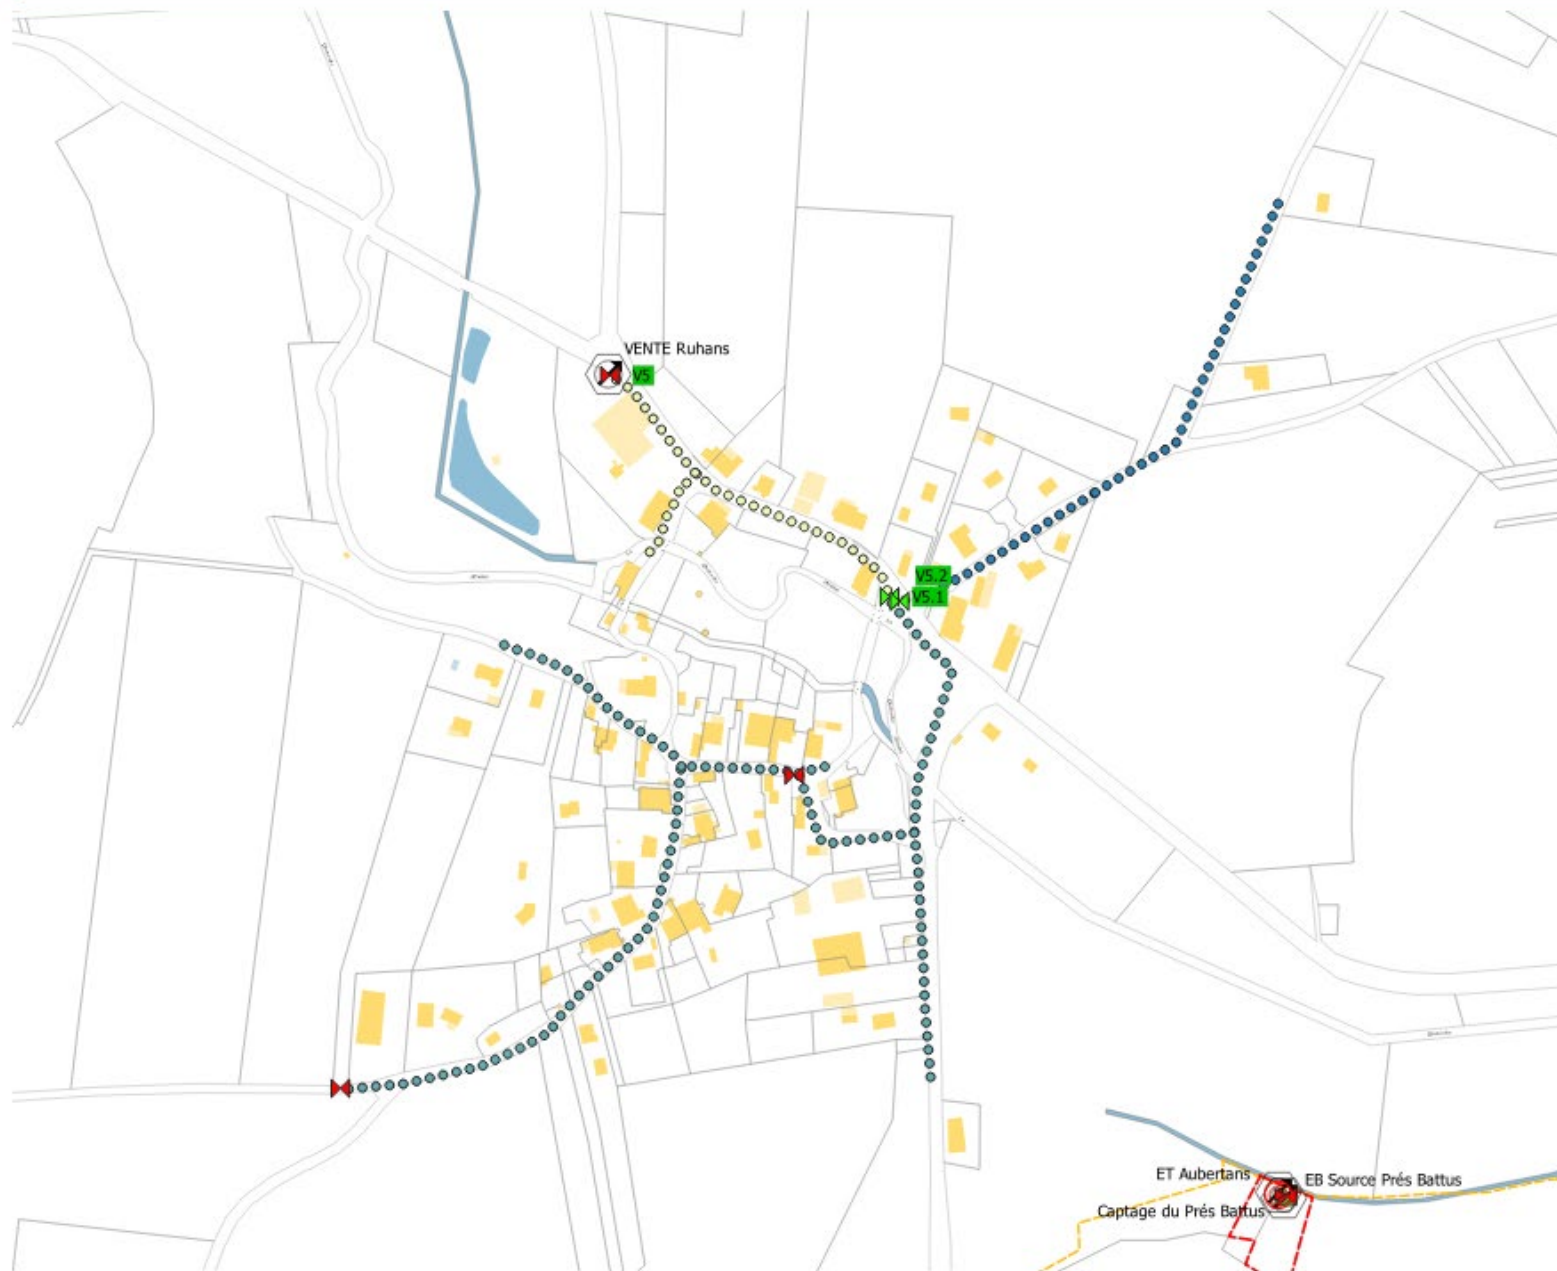 VENTE Ruhans
V5
V5.2
V5.1
ET Aubertans
EB Source Prés Battus
Captage du Prés Battus